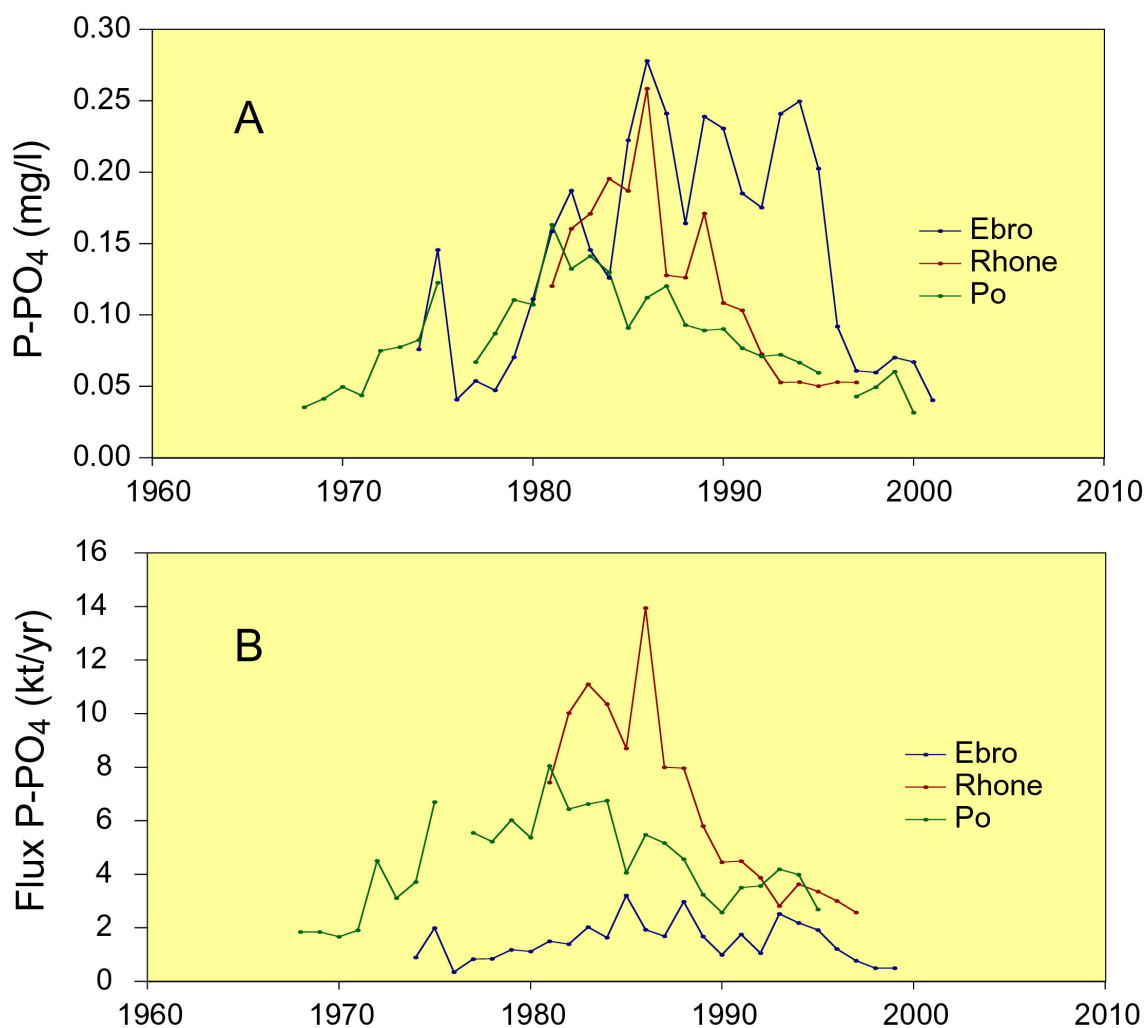 0.30
0.25
0.20
0.15
0.10
0.05
0.00
P-PO4 (mg/l)
A
Ebro
Rhone
Po
1960 1970 1980 1990 2000 2010
16
14
12
10
8
6
4
2
0
Flux P-PO4 (kt/yr)
B
Ebro
Rhone
Po
1960 1970 1980 1990 2000 2010